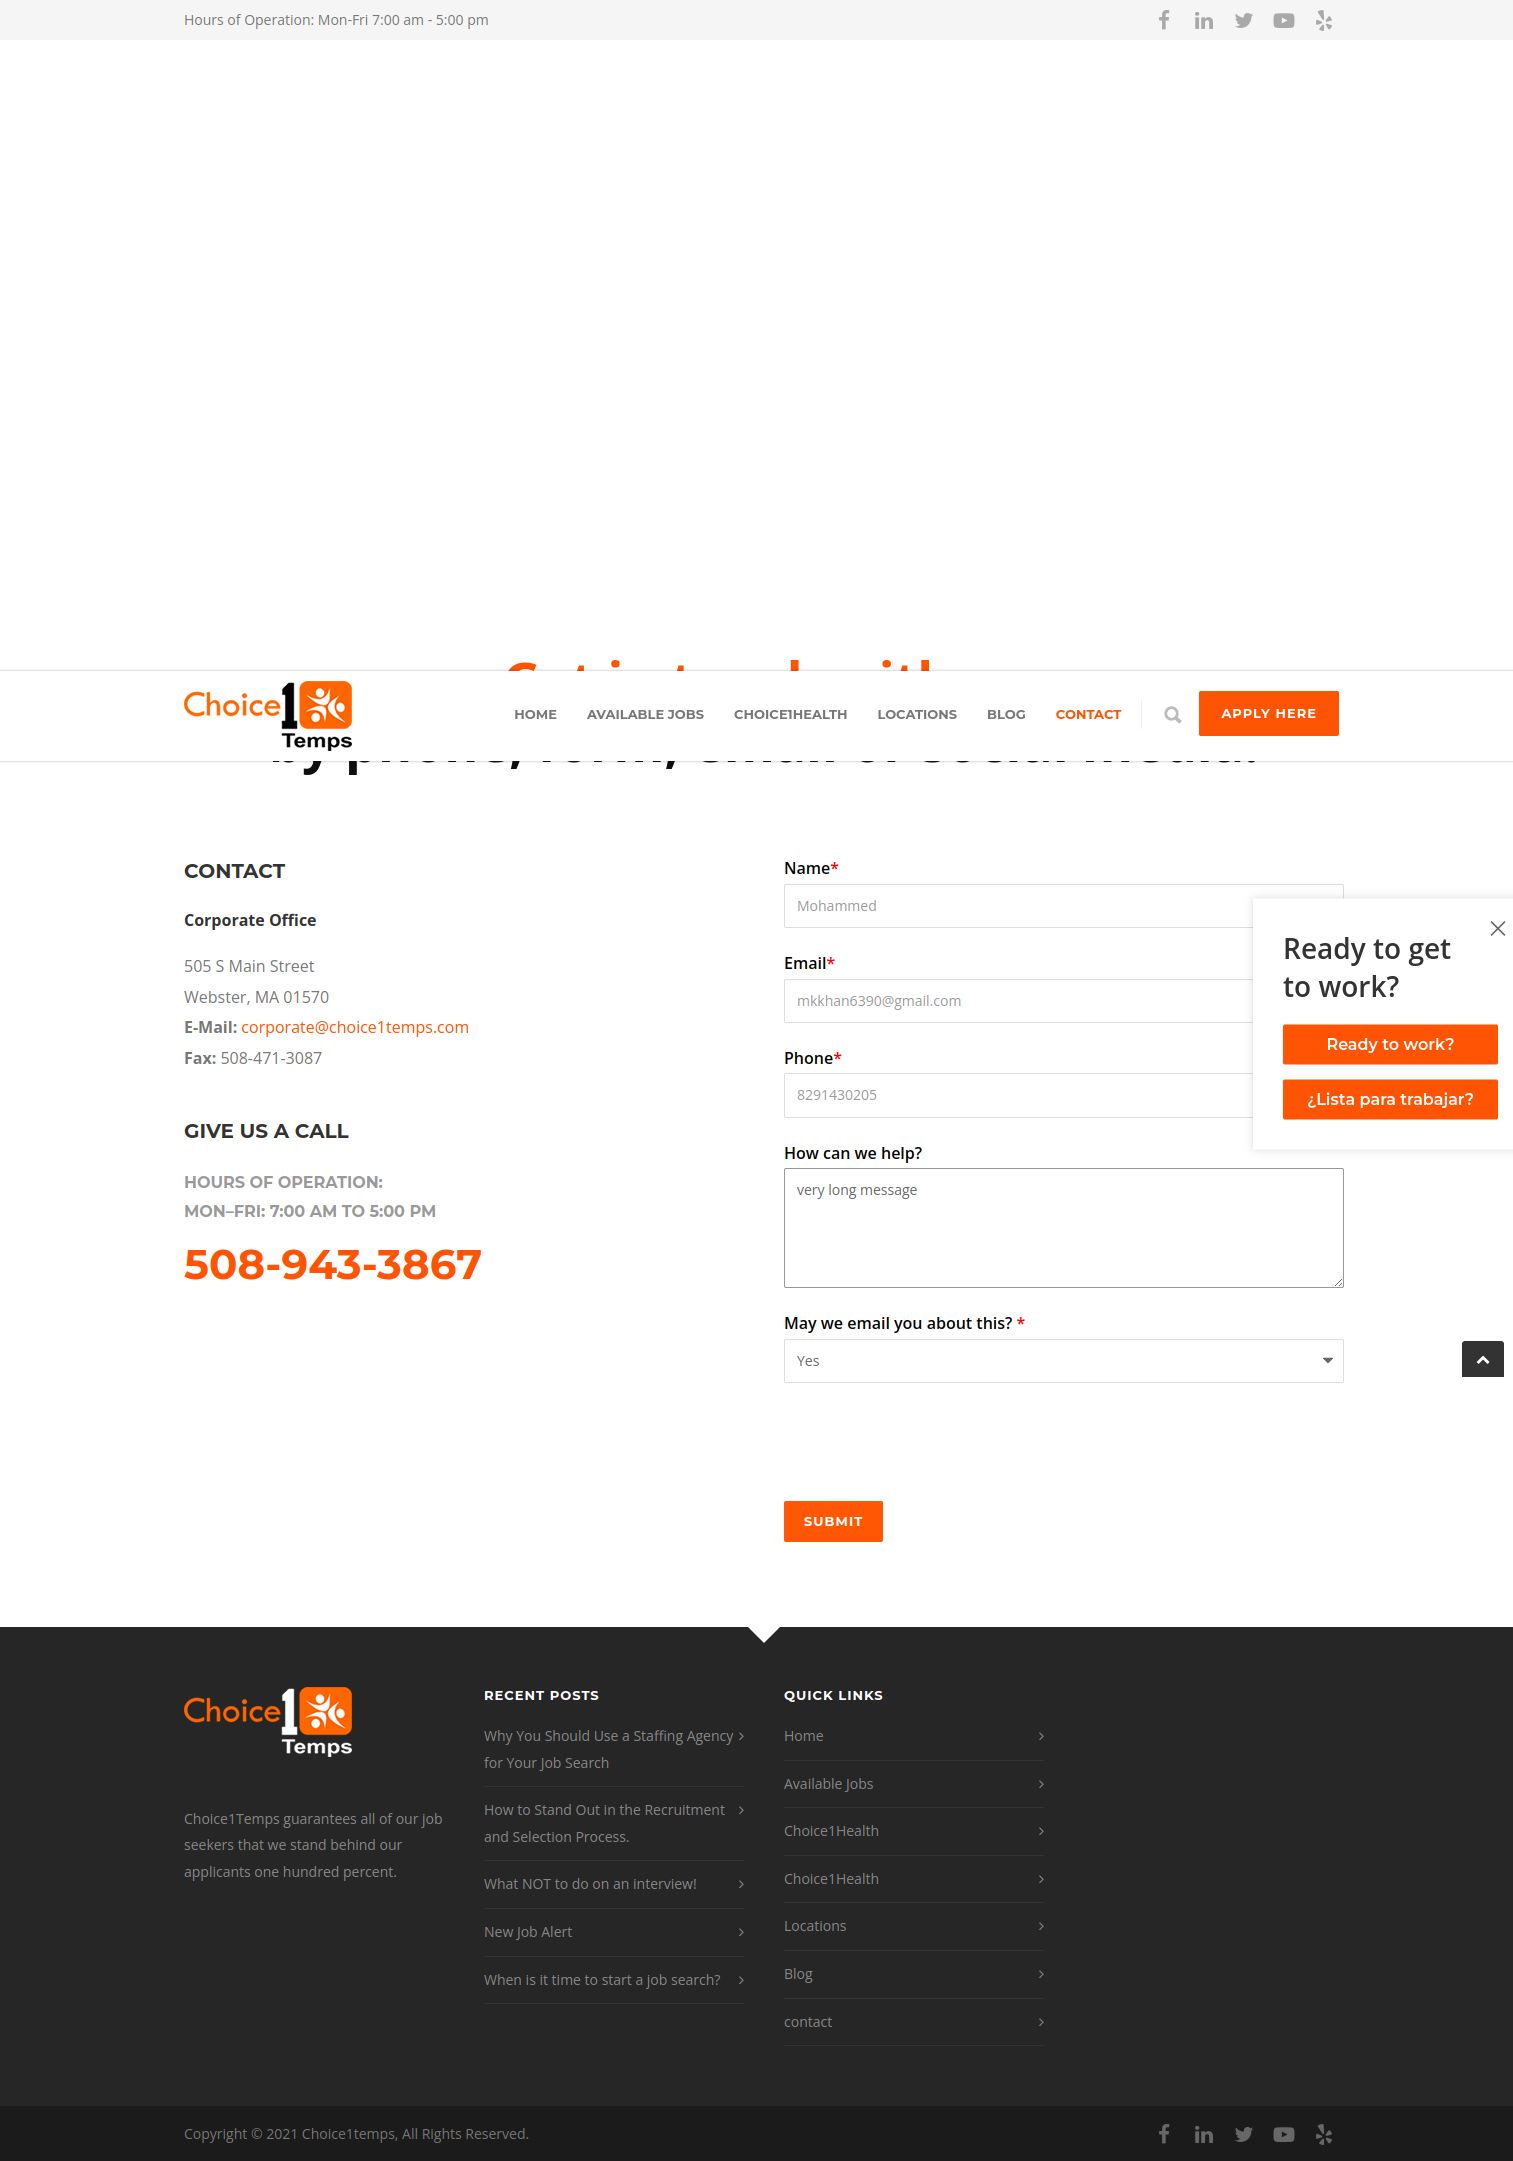 Hours of Operation: Mon-Fri 7:00 am - 5:00 pm
Choice1
Temps
HOME AVAILABLE JOBS CHOICE1HEALTH LOCATIONS BLOG CONTACT APPLY HERE
by phone, form, email or social media.
CONTACT
Corporate Office
505 S Main Street
Webster, MA 01570
E-Mail: corporate@choice1temps.com
Fax: 508-471-3087
GIVE US A CALL
HOURS OF OPERATION:
MON–FRI: 7:00 AM TO 5:00 PM
508-943-3867
Name*
Mohammed
Email*
mkkhan6390@gmail.com
Phone*
8291430205
How can we help?
very long message
May we email you about this? *
Yes
SUBMIT
Ready to get
to work?
Ready to work?
¿Lista para trabajar?
Choice1
Temps
Choice1Temps guarantees all of our job
seekers that we stand behind our
applicants one hundred percent.
RECENT POSTS
Why You Should Use a Staffing Agency
for Your Job Search
How to Stand Out in the Recruitment
and Selection Process.
What NOT to do on an interview!
New Job Alert
When is it time to start a job search?
QUICK LINKS
Home
Available Jobs
Choice1Health
Choice1Health
Locations
Blog
contact
Copyright © 2021 Choice1temps, All Rights Reserved.